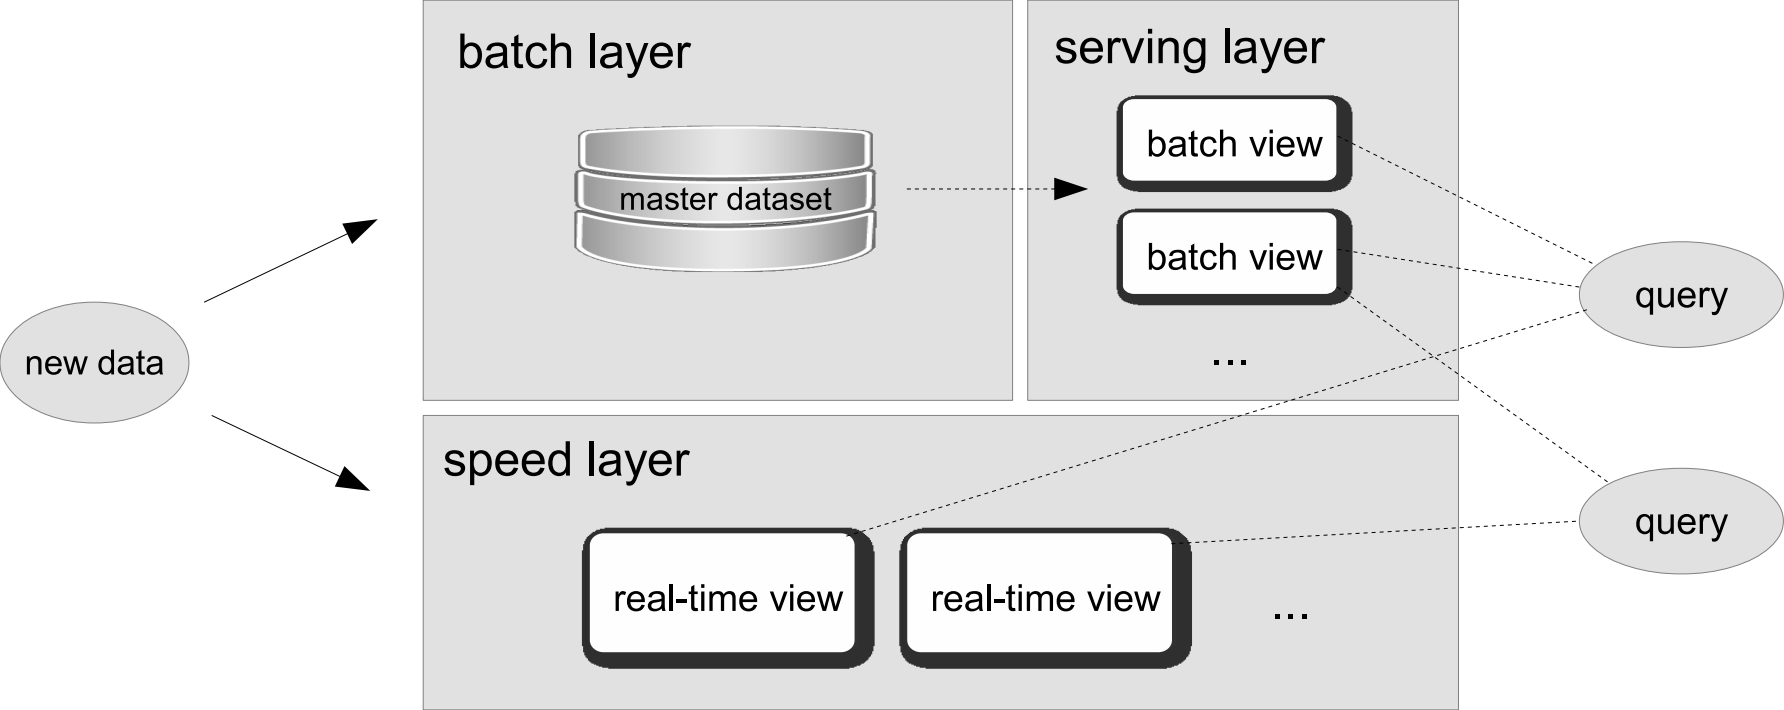 batch layer
master dataset
serving layer
batch view
batch view
...
new data
speed layer
real-time view
real-time view
...
query
query